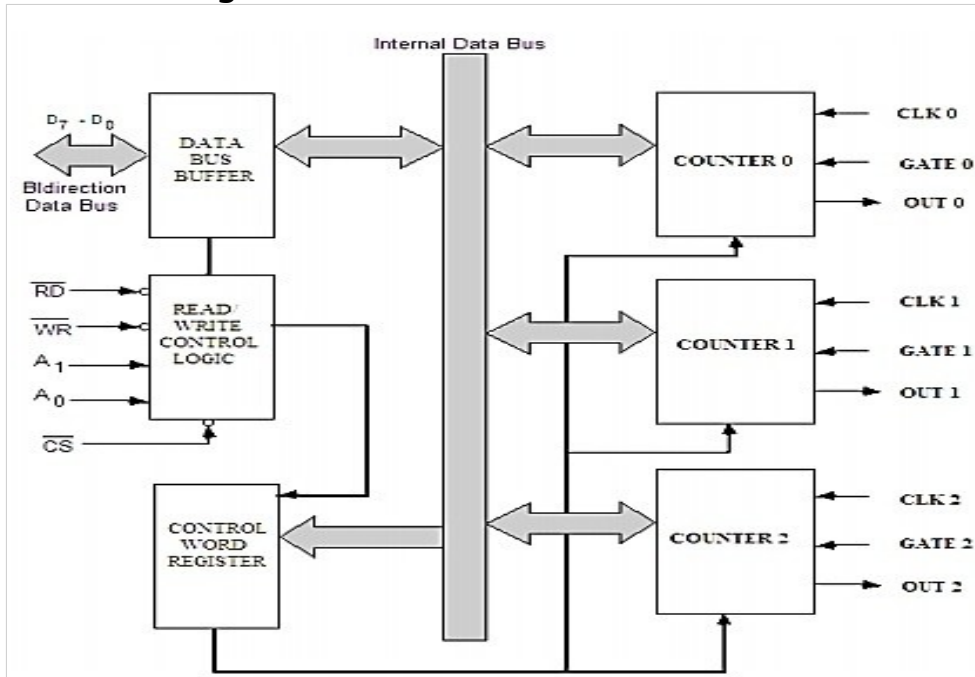 Internal Data Bus
D7 - D0
BIdirection
Data Bus
DATA
BUS
BUFFER
RD
WR
A1
A0
CS
READ/
WRITE
CONTROL
LOGIC
CONTROL
WORD
REGISTER
COUNTER 0
CLK 0
GATE 0
OUT 0
COUNTER 1
CLK 1
GATE 1
OUT 1
COUNTER 2
CLK 2
GATE 2
OUT 2